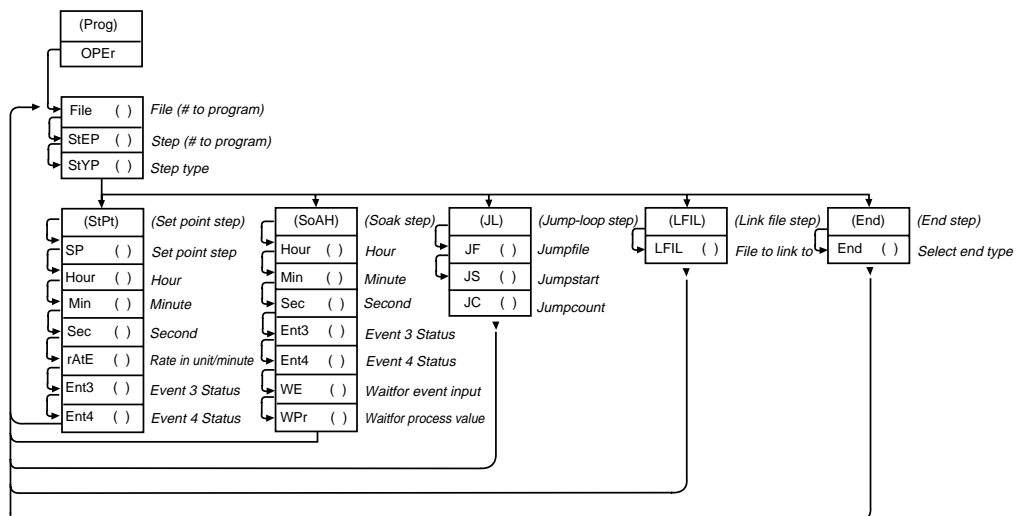 (Prog)
OPEr
File ( ) File (# to program)
StEP ( ) Step (# to program)
StYP ( ) Step type
(StPt) (Set point step)
SP ( ) Set point step
Hour ( ) Hour
Min ( ) Minute
Sec ( ) Second
rAtE ( ) Rate in unit/minute
Ent3 ( ) Event 3 Status
Ent4 ( ) Event 4 Status
(SoAH) (Soak step)
Hour ( ) Hour
Min ( ) Minute
Sec ( ) Second
Ent3 ( ) Event 3 Status
Ent4 ( ) Event 4 Status
WE ( ) Waitfor event input
WPr ( ) Waitfor process value
(JL) (Jump-loop step)
JF ( ) Jumpfile
JS ( ) Jumpstart
JC ( ) Jumpcount
(LFIL) (Link file step)
LFIL ( ) File to link to
(End) (End step)
End ( ) Select end type